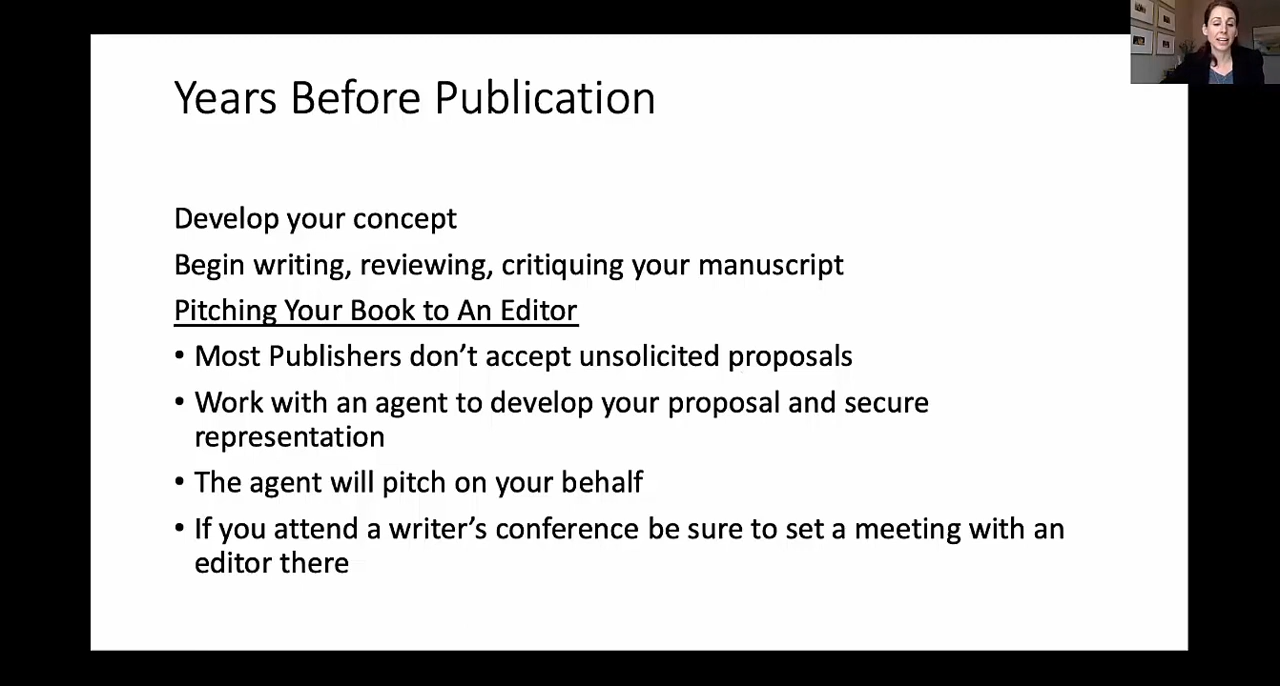 Years Before Publication
Develop your concept
Begin writing, reviewing, critiquing your manuscript
Pitching Your Book to An Editor
• Most Publishers don’t accept unsolicited proposals
• Work with an agent to develop your proposal and secure
representation
• The agent will pitch on your behalf
• If you attend a writer’s conference be sure to set a meeting with an
editor there